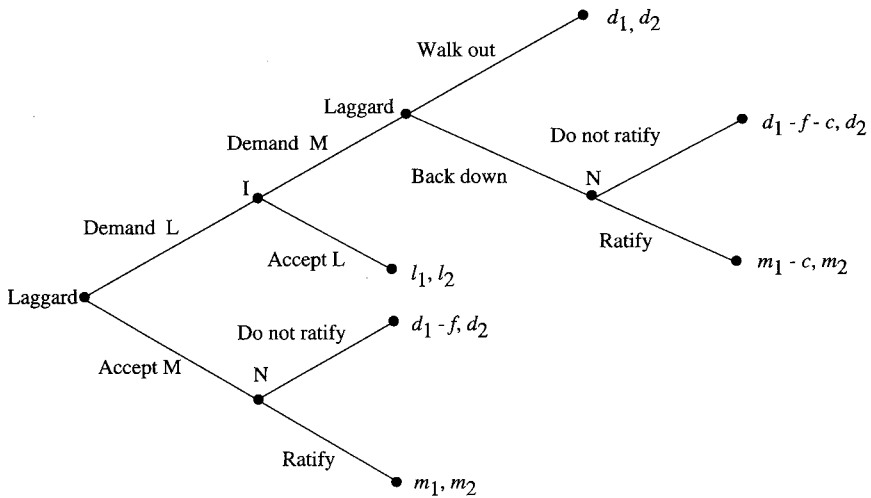 d1, d2
Walk out
Laggard
d1 - f - c, d2
Do not ratify
Demand M
Back down
N
I
Demand L
Ratify
Accept L
m1 - c, m2
l1, l2
Laggard
d1 - f, d2
Do not ratify
Accept M
N
Ratify
m1, m2